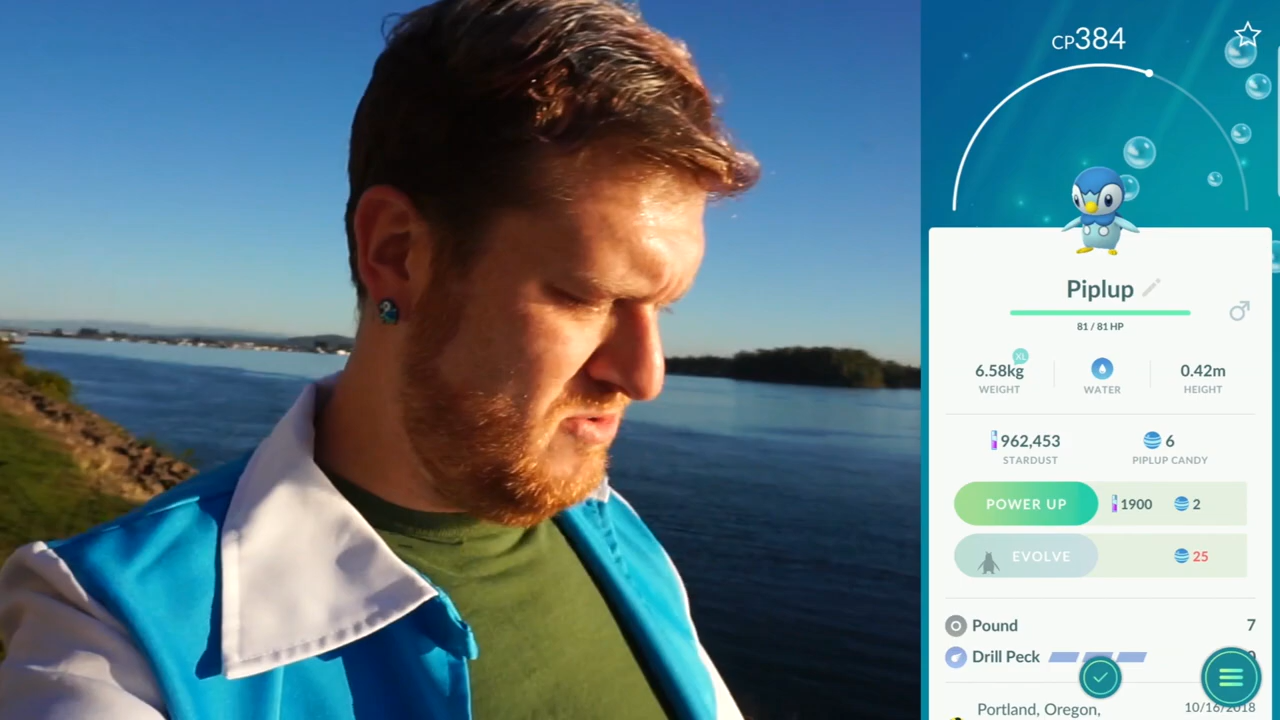 CP384
Piplup
81 / 81 HP
XL
6.58kg
WEIGHT
WATER
0.42m
HEIGHT
962,453
STARDUST
6
PIPLUP CANDY
POWER UP 1900 2
EVOLVE 25
Pound 7
Drill Peck
Portland, Oregon,
10/16/2018